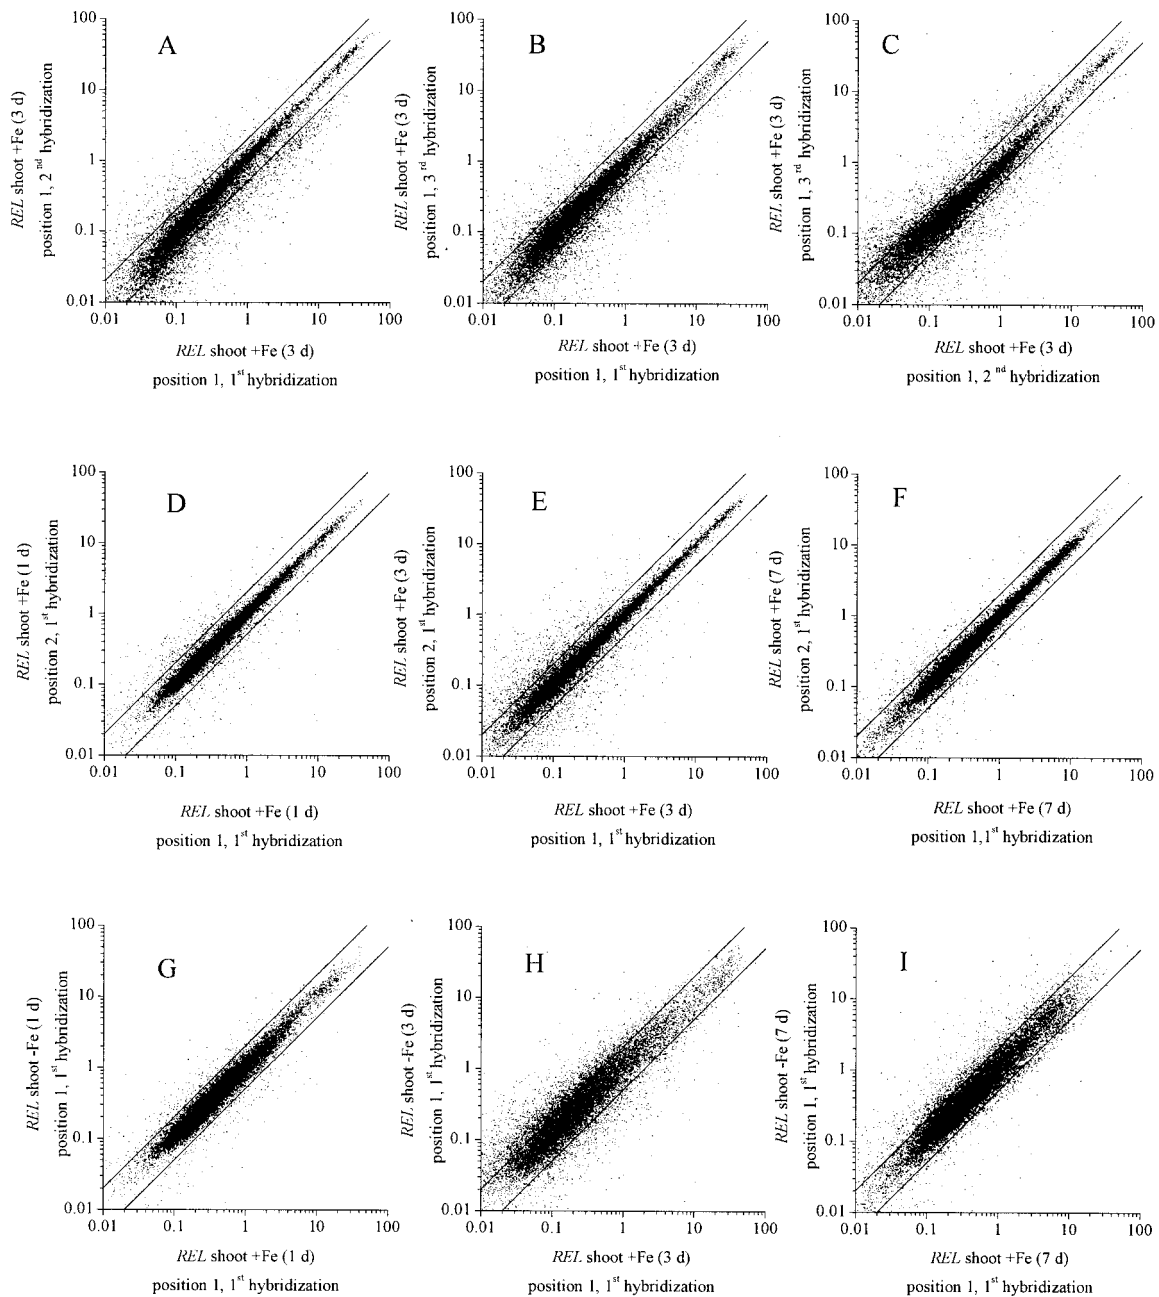 A
REL shoot +Fe (3 d)
position 1, 2nd hybridization
100
10
1
0.1
0.01
0.01 0.1 1 10 100
REL shoot +Fe (3 d)
position 1, 1st hybridization
B
REL shoot +Fe (3 d)
position 1, 3rd hybridization
100
10
1
0.1
0.01
0.01 0.1 1 10 100
REL shoot +Fe (3 d)
position 1, 1st hybridization
C
REL shoot +Fe (3 d)
position 1, 3rd hybridization
100
10
1
0.1
0.01
0.01 0.1 1 10 100
REL shoot +Fe (3 d)
position 1, 2nd hybridization
D
REL shoot +Fe (1 d)
position 2, 1st hybridization
100
10
1
0.1
0.01
0.01 0.1 1 10 100
REL shoot +Fe (1 d)
position 1, 1st hybridization
E
REL shoot +Fe (3 d)
position 2, 1st hybridization
100
10
1
0.1
0.01
0.01 0.1 1 10 100
REL shoot +Fe (3 d)
position 1, 1st hybridization
F
REL shoot +Fe (7 d)
position 2, 1st hybridization
100
10
1
0.1
0.01
0.01 0.1 1 10 100
REL shoot +Fe (7 d)
position 1,1st hybridization
G
REL shoot -Fe (1 d)
position 1, 1st hybridization
100
10
1
0.1
0.01
0.01 0.1 1 10 100
REL shoot +Fe (1 d)
position 1, 1st hybridization
H
REL shoot -Fe (3 d)
position 1, 1st hybridization
100
10
1
0.1
0.01
0.01 0.1 1 10 100
REL shoot +Fe (3 d)
position 1, 1st hybridization
I
REL shoot -Fe (7 d)
position 1, 1st hybridization
100
10
1
0.1
0.01
0.01 0.1 1 10 100
REL shoot +Fe (7 d)
position 1, 1st hybridization